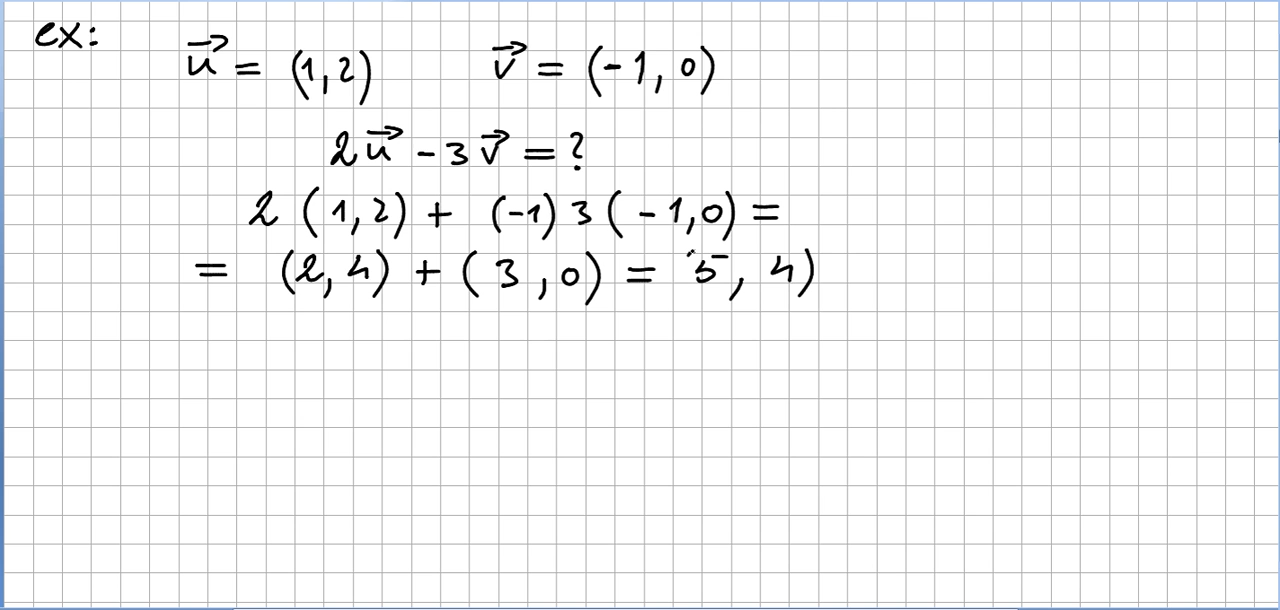 ex: u⃗ = (1,2) v⃗ = (-1,0)
2u⃗ - 3v⃗ = ?
2 (1,2) + (-1) 3 (-1,0) =
= (2,4) + (3,0) = 5,4)